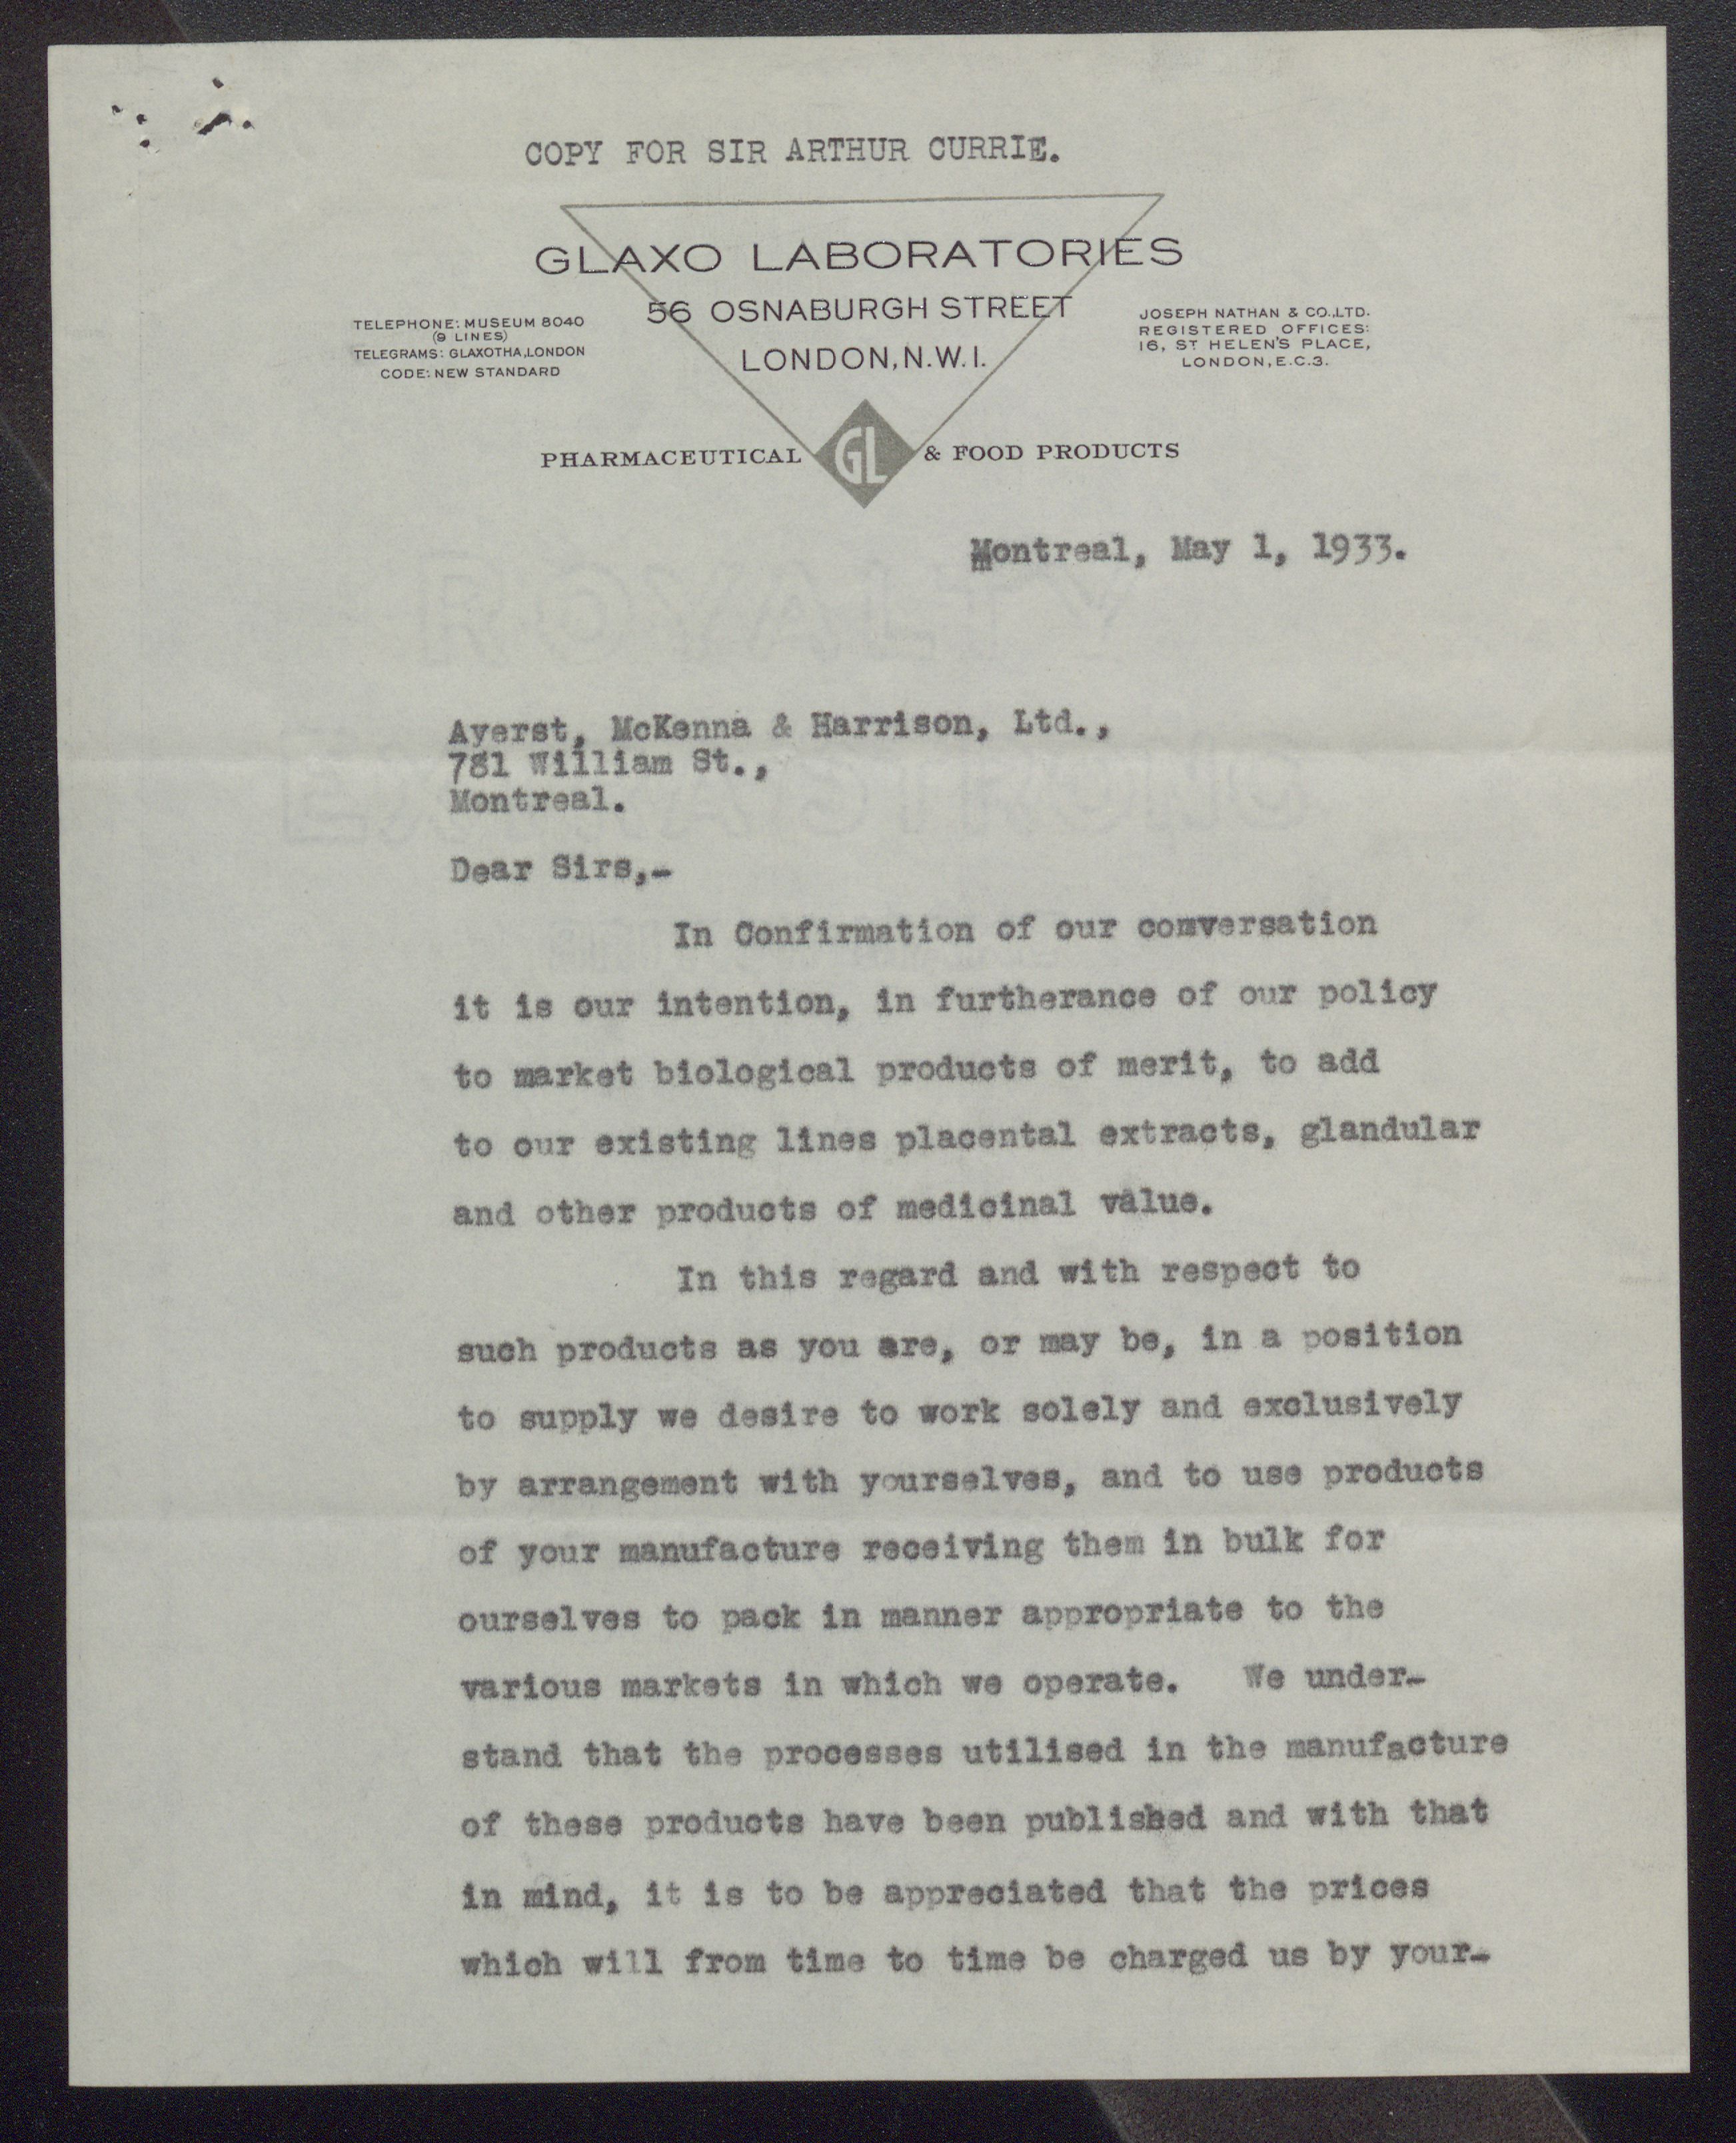 COPY FOR SIR ARTHUR CURRIE.
GLAXO LABORATORIES
56 OSNABURGH STREET
LONDON, N.W.1.
TELEPHONE: MUSEUM 8040
(9 LINES)
TELEGRAMS: GLAXOTHA, LONDON
CODE: NEW STANDARD
JOSEPH NATHAN & CO., LTD.
REGISTERED OFFICES:
16, ST HELEN'S PLACE,
LONDON, E.C.3.
PHARMACEUTICAL GL & FOOD PRODUCTS
Montreal, May 1, 1933.
Ayerst, McKenna & Harrison, Ltd.,
781 William St.,
Montreal.
Dear Sirs,-
In Confirmation of our comversation
it is our intention, in furtherance of our policy
to market biological products of merit, to add
to our existing lines placental extracts, glandular
and other products of medicinal value.
In this regard and with respect to
such products as you are, or may be, in a position
to supply we desire to work solely and exclusively
by arrangement with yourselves, and to use products
of your manufacture receiving them in bulk for
ourselves to pack in manner appropriate to the
various markets in which we operate. We under-
stand that the processes utilised in the manufacture
of these products have been published and with that
in mind, it is to be appreciated that the prices
which will from time to time be charged us by your-